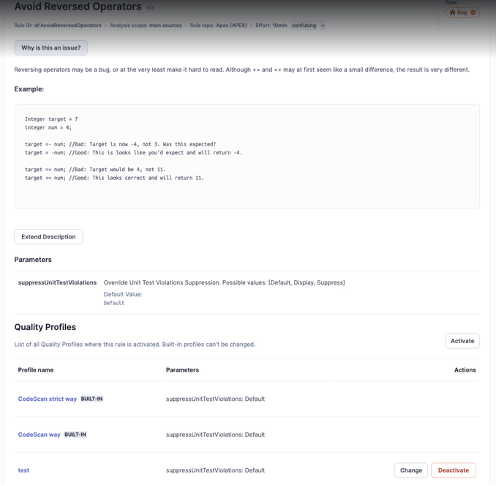 Avoid Reversed Operators
Type
Bug
Rule ID: sf:AvoidReversedOperators · Analysis scope: main sources · Rule repo: Apex (APEX) · Effort: 10min confusing +
Why is this an issue?
Reversing operators may be a bug, or at the very least make it hard to read. Although += and =+ may at first seem like a small difference, the result is very different.
Example:
Integer target = 7
integer num = 4;
target =- num; //Bad: Target is now -4, not 3. Was this expected?
target = -num; //Good: This is looks like you'd expect and will return -4.
target =+ num; //Bad: Target would be 4, not 11.
target += num; //Good: This looks correct and will return 11.
Extend Description
Parameters
suppressUnitTestViolations Override Unit Test Violations Suppression. Possible values: [Default, Display, Suppress]
Default Value:
Default
Quality Profiles
List of all Quality Profiles where this rule is activated. Built-in profiles can't be changed.
Activate
Profile name Parameters Actions
CodeScan strict way BUILT-IN suppressUnitTestViolations: Default
CodeScan way BUILT-IN suppressUnitTestViolations: Default
test suppressUnitTestViolations: Default Change Deactivate